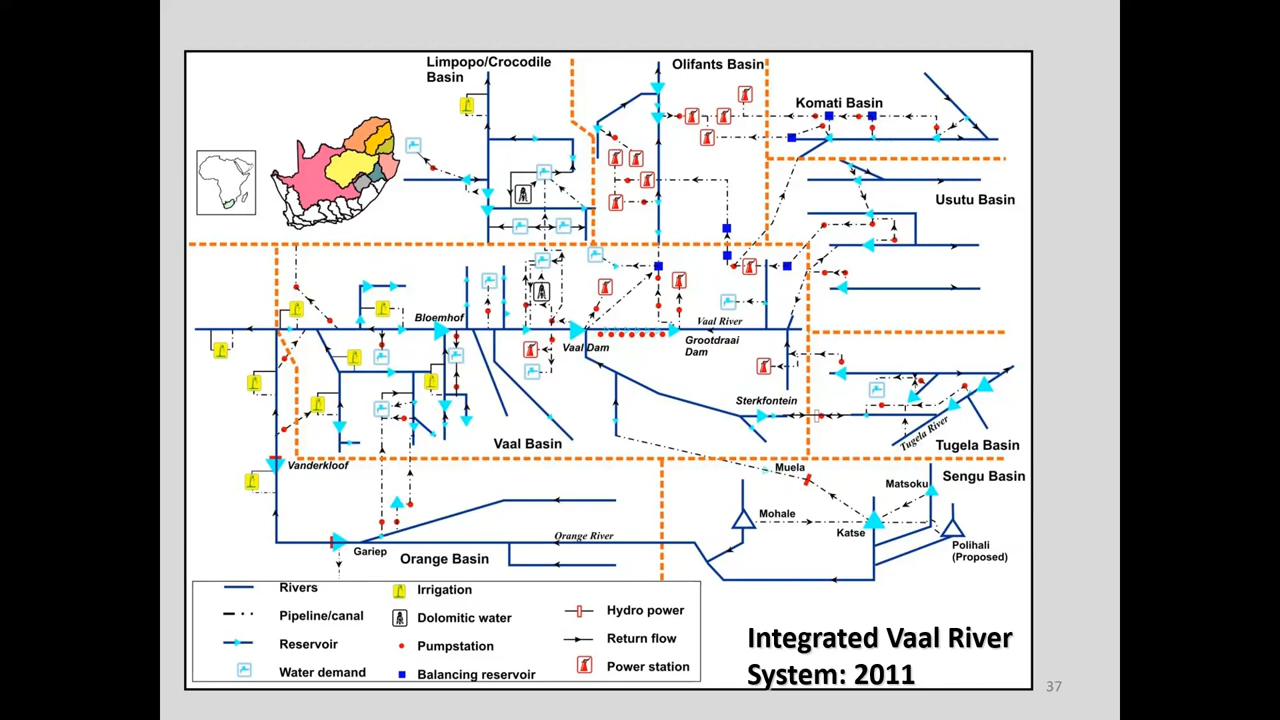 Limpopo/Crocodile
Basin
Olifants Basin
Komati Basin
Usutu Basin
Bloemhof
Vaal River
Vaal Dam
Grootdraai
Dam
Sterkfontein
Vaal Basin
Tugela River
Tugela Basin
Vanderkloof
Muela
Sengu Basin
Matsoku
Mohale
Katse
Polihali
(Proposed)
Orange River
Gariep
Orange Basin
Rivers
Pipeline/canal
Reservoir
Water demand
Irrigation
Dolomitic water
Pumpstation
Balancing reservoir
Hydro power
Return flow
Power station
Integrated Vaal River
System: 2011
37